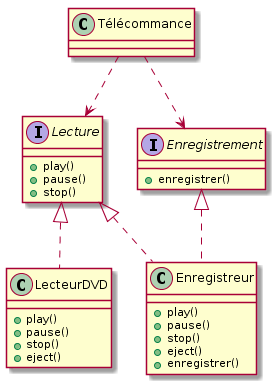 C Télécommance
I Lecture
play()
pause()
stop()
I Enregistrement
enregistrer()
C LecteurDVD
play()
pause()
stop()
eject()
C Enregistreur
play()
pause()
stop()
eject()
enregistrer()